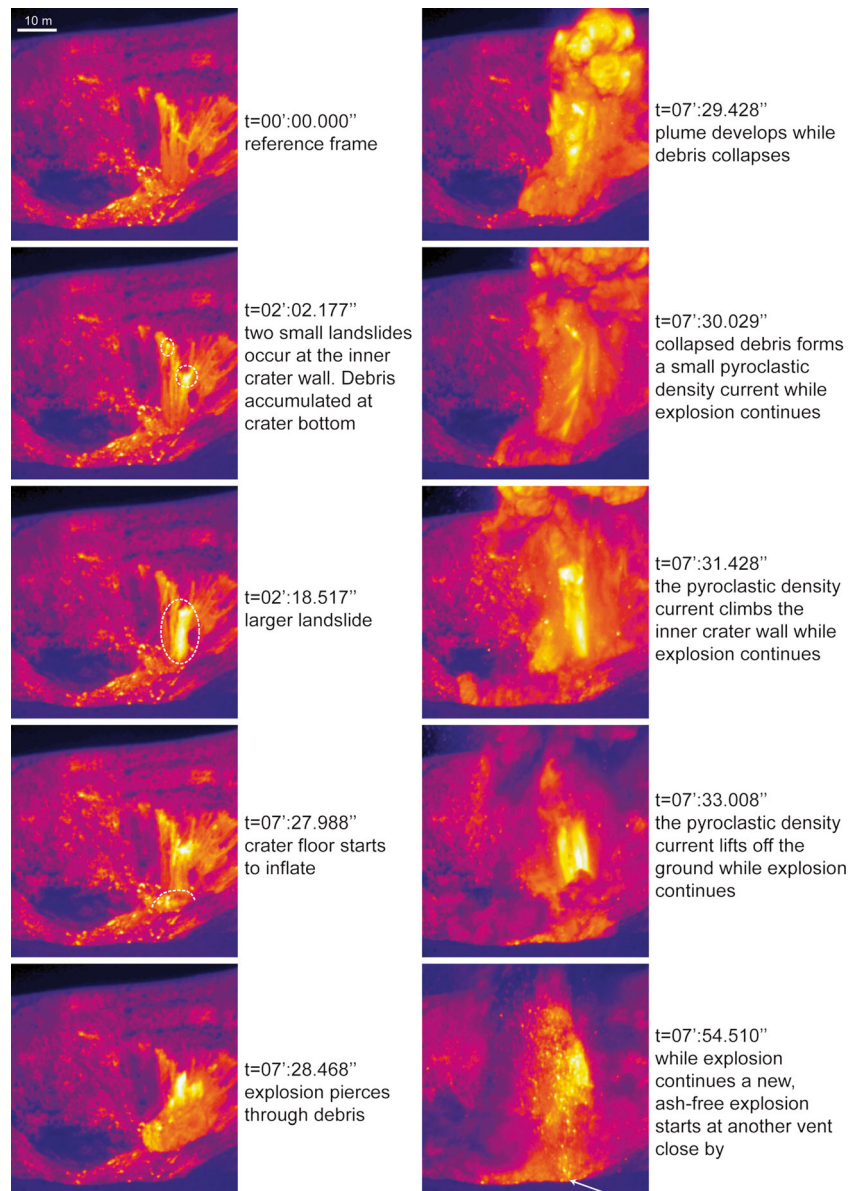 10 m
t=00’:00.000’’
reference frame
t=02’:02.177’’
two small landslides
occur at the inner
crater wall. Debris
accumulated at
crater bottom
t=02’:18.517’’
larger landslide
t=07’:27.988’’
crater floor starts
to inflate
t=07’:28.468’’
explosion pierces
through debris
t=07’:29.428’’
plume develops while
debris collapses
t=07’:30.029’’
collapsed debris forms
a small pyroclastic
density current while
explosion continues
t=07’:31.428’’
the pyroclastic density
current climbs the
inner crater wall while
explosion continues
t=07’:33.008’’
the pyroclastic density
current lifts off the
ground while explosion
continues
t=07’:54.510’’
while explosion
continues a new,
ash-free explosion
starts at another vent
close by